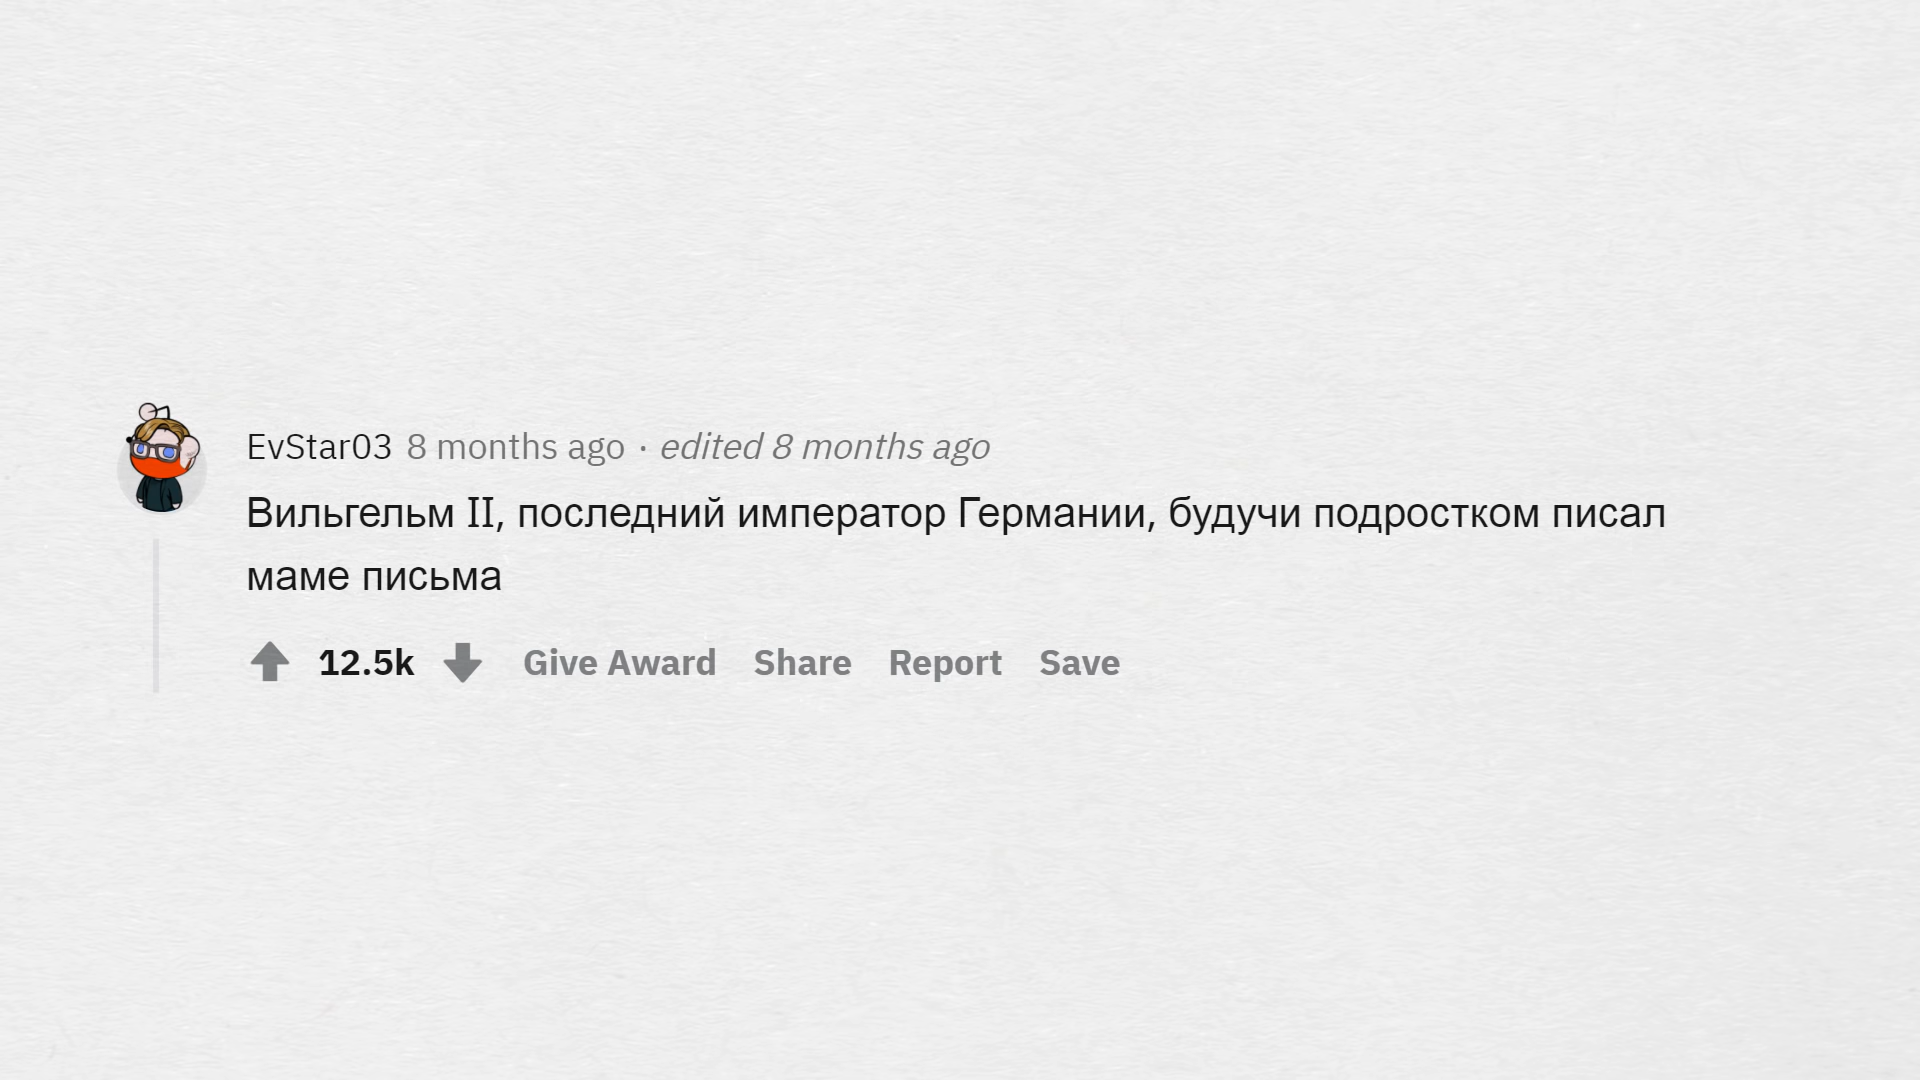 EvStar03 8 months ago · edited 8 months ago
Вильгельм II, последний император Германии, будучи подростком писал
маме письма
12.5k Give Award Share Report Save